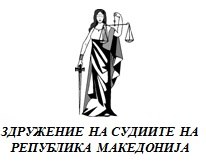 ЗДРУЖЕНИЕ НА СУДИИТЕ НА
РЕПУБЛИКА МАКЕДОНИЈА